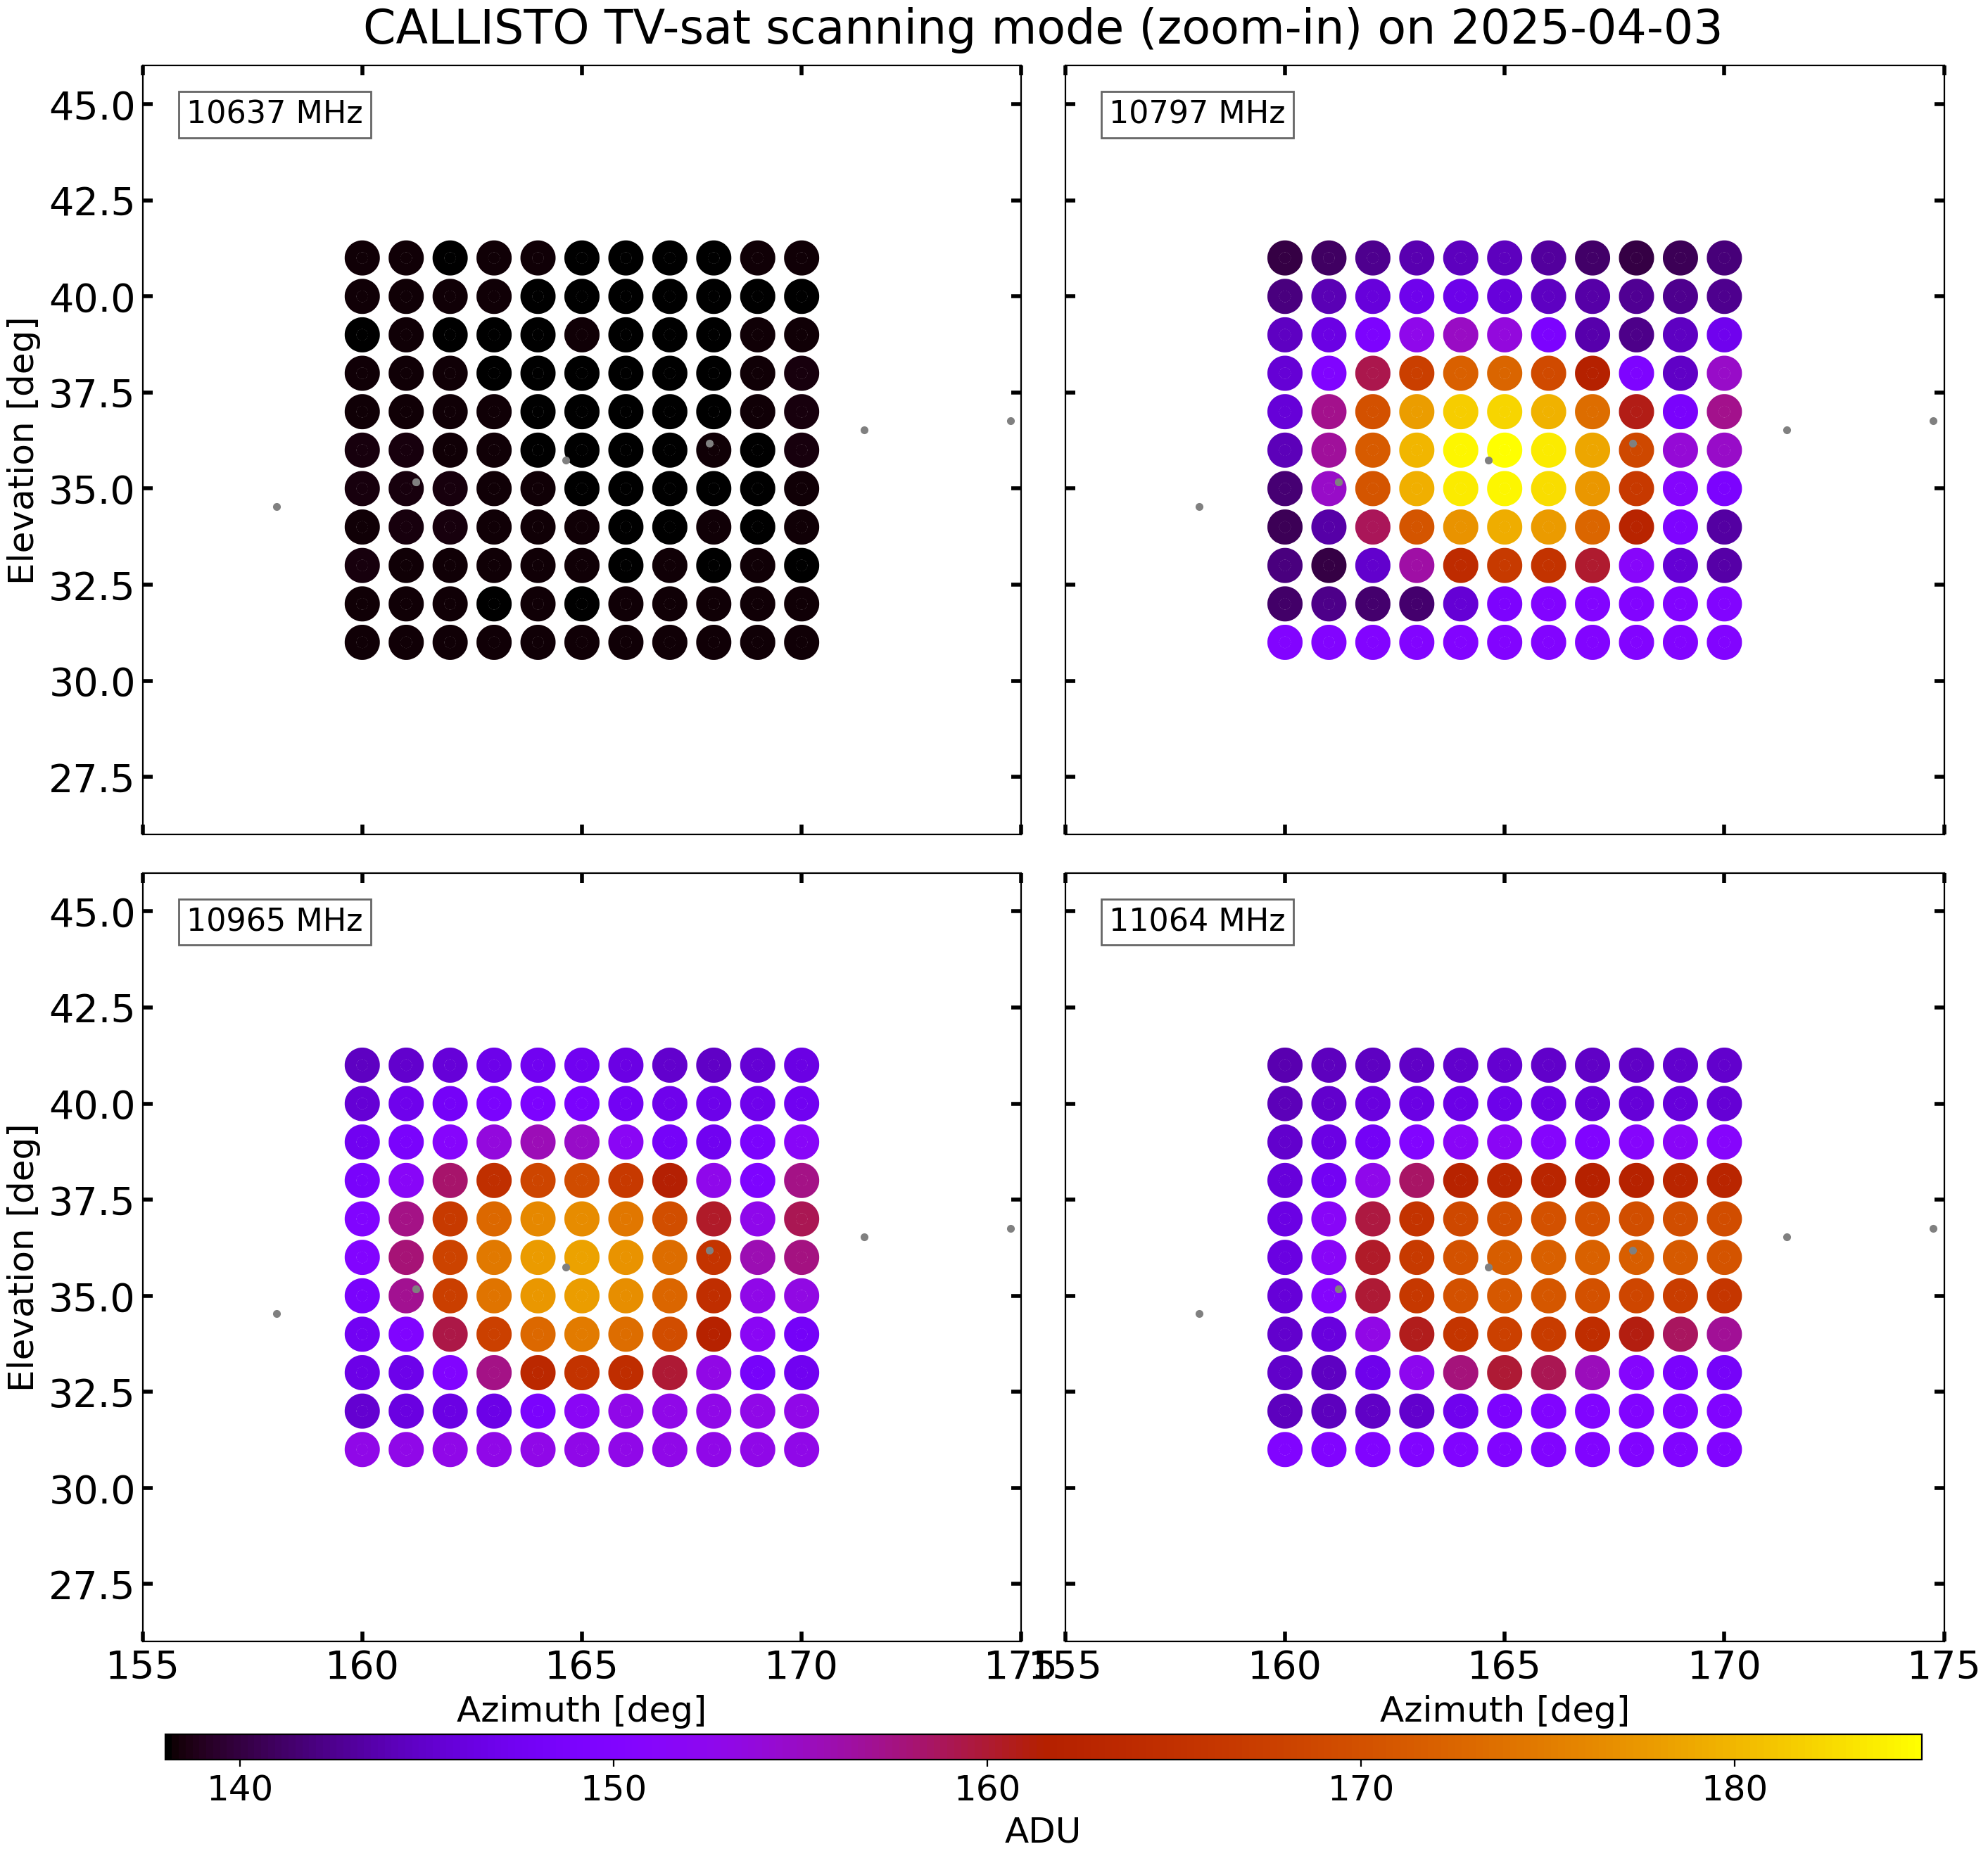 CALLISTO TV-sat scanning mode (zoom-in) on 2025-04-03
10637 MHz
10797 MHz
45.0
42.5
40.0
37.5
35.0
32.5
30.0
27.5
Elevation [deg]
10965 MHz
11064 MHz
45.0
42.5
40.0
37.5
35.0
32.5
30.0
27.5
Elevation [deg]
155 160 165 170 175
155 160 165 170 175
Azimuth [deg]
Azimuth [deg]
140 150 160 170 180
ADU